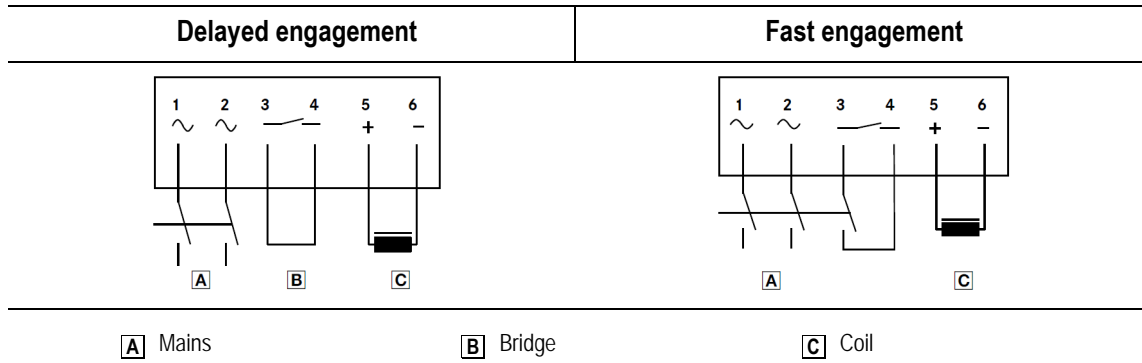 Delayed engagement
Fast engagement
1 2 3 4 5 6
+ −
1 2 3 4 5 6
+ −
A B C
A C
A Mains B Bridge C Coil